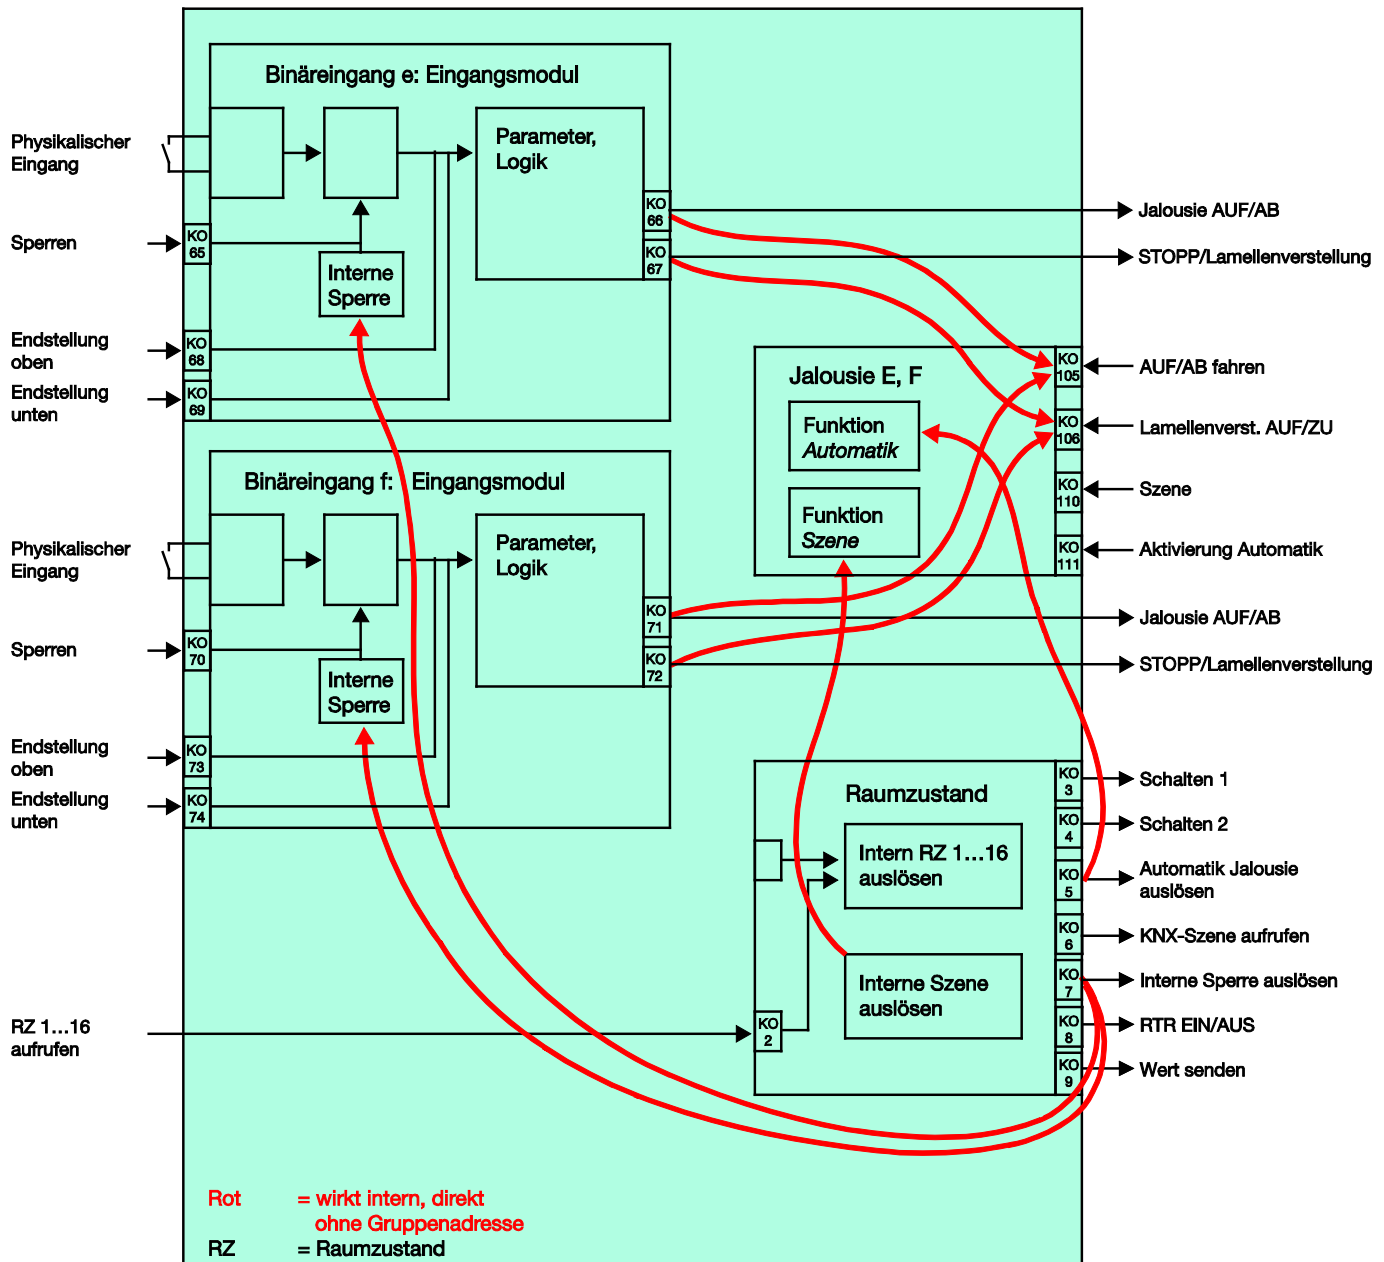 Binäreingang e: Eingangsmodul
Physikalischer
Eingang
Parameter,
Logik
KO
66
Jalousie AUF/AB
Sperren
KO
65
KO
67
STOPP/Lamellenverstellung
Interne
Sperre
Endstellung
oben
KO
68
Endstellung
unten
KO
69
Jalousie E, F
KO
105
AUF/AB fahren
Funktion
Automatik
KO
106
Lamellenverst. AUF/ZU
KO
110
Szene
Funktion
Szene
KO
111
Aktivierung Automatik
Binäreingang f: Eingangsmodul
Physikalischer
Eingang
Parameter,
Logik
KO
71
Jalousie AUF/AB
Sperren
KO
70
KO
72
STOPP/Lamellenverstellung
Interne
Sperre
Endstellung
oben
KO
73
Endstellung
unten
KO
74
Raumzustand
KO
3
Schalten 1
KO
4
Schalten 2
Intern RZ 1...16
auslösen
KO
5
Automatik Jalousie
auslösen
KO
6
KNX-Szene aufrufen
Interne Szene
auslösen
KO
7
Interne Sperre auslösen
RZ 1...16
aufrufen
KO
2
KO
8
RTR EIN/AUS
KO
9
Wert senden
Rot = wirkt intern, direkt
ohne Gruppenadresse
RZ = Raumzustand